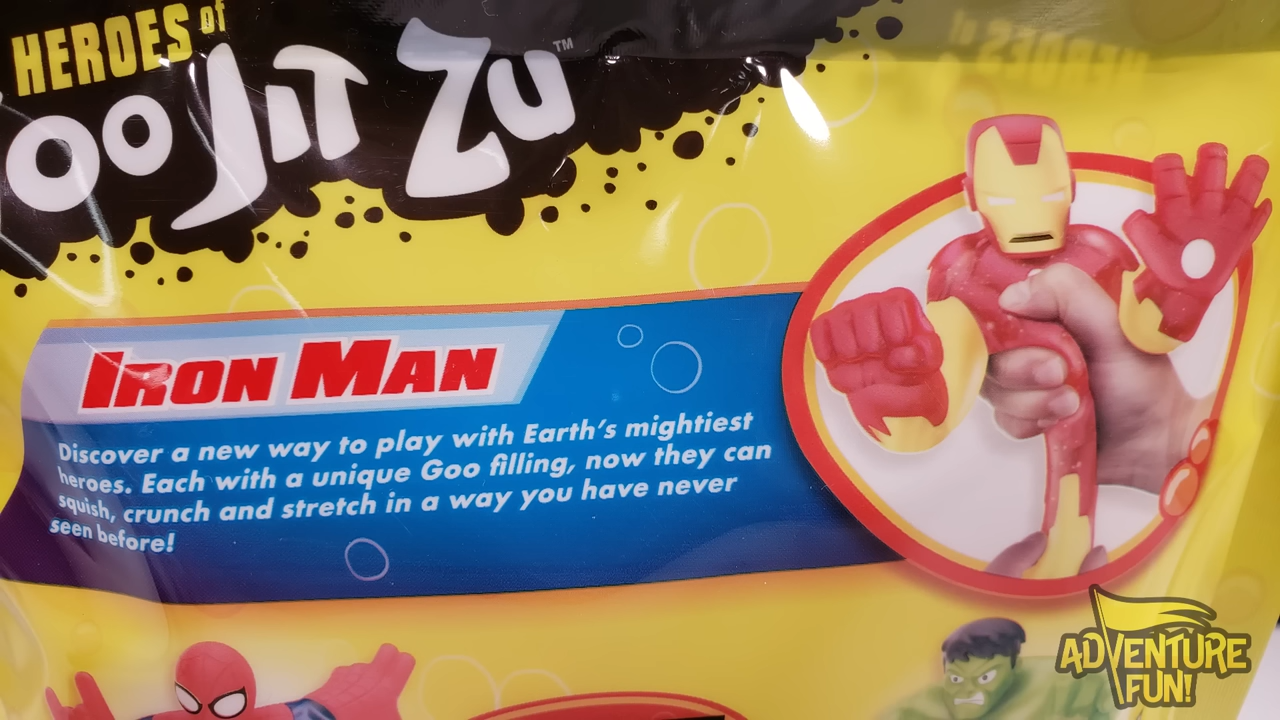 HEROES of
OO JIT ZU™
IRON MAN
Discover a new way to play with Earth's mightiest
heroes. Each with a unique Goo filling, now they can
squish, crunch and stretch in a way you have never
seen before!
ADVENTURE
FUN!